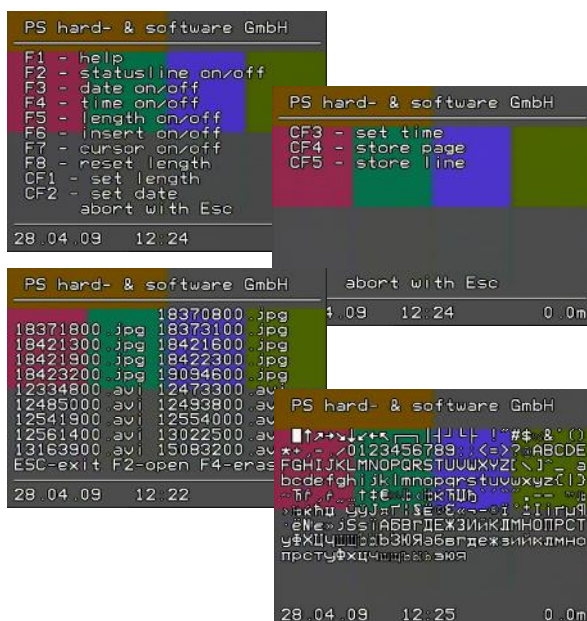 PS hard- & software GmbH
F1 - help
F2 - statusline on/off
F3 - date on/off
F4 - time on/off
F5 - length on/off
F6 - insert on/off
F7 - cursor on/off
F8 - reset length
CF1 - set length
CF2 - set date
abort with Esc
28.04.09 12:24
PS hard- & software GmbH
CF3 - set time
CF4 - store page
CF5 - store line
abort with Esc
4.09 12:24 0.0m
PS hard- & software GmbH
18370800.jpg
18371800.jpg 18373100.jpg
18421300.jpg 18421600.jpg
18421900.jpg 18422300.jpg
18423200.jpg 19094600.jpg
12334800.avi 12473300.av
12485000.avi 12493800.av
12541900.avi 12554000.av
12561400.avi 13022500.av
13163900.avi 15083200.av
ESC-exit F2-open F4-eras
28.04.09 12:22
PS hard- & software GmbH
0123456789 <=>? ABCDE
FGHIJKLMNOPQRSTUVWXYZ[\]^ a
bcdefghijklmnopqrstuvwxyz{|}
АБВГДЕЖЗИЙКЛМНОПРСТ
28.04.09 12:25 0.0m